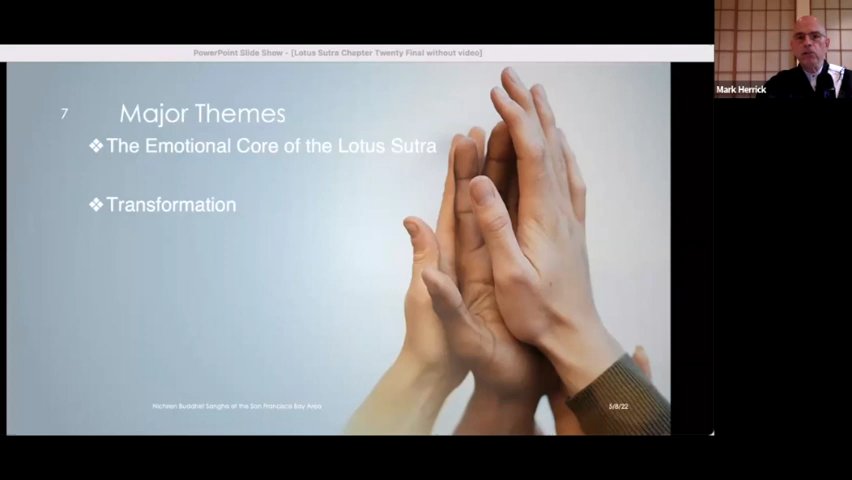 PowerPoint Slide Show - [Lotus Sutra Chapter Twenty Final without video]
Mark Herrick
7
Major Themes
❖The Emotional Core of the Lotus Sutra
❖Transformation
Nichiren Buddhist Sangha of the San Francisco Bay Area
5/8/22